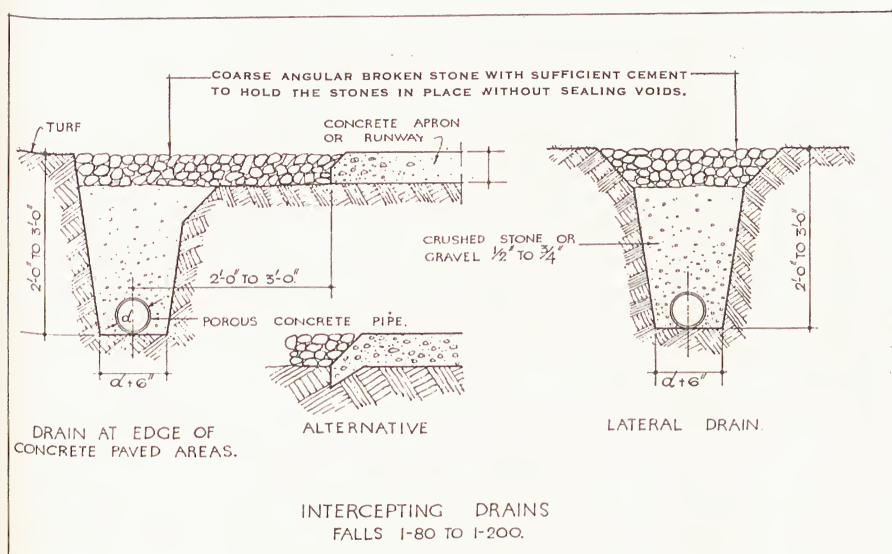 COARSE ANGULAR BROKEN STONE WITH SUFFICIENT CEMENT
TO HOLD THE STONES IN PLACE WITHOUT SEALING VOIDS.
TURF
CONCRETE APRON
OR RUNWAY
2'-0" TO 3'-0"
2'-0" TO 3'-0"
CRUSHED STONE OR
GRAVEL 1/2" TO 3/4"
2'-0" TO 3'-0"
d
POROUS CONCRETE PIPE.
d+6"
d+6"
DRAIN AT EDGE OF
CONCRETE PAVED AREAS.
ALTERNATIVE
LATERAL DRAIN.
INTERCEPTING DRAINS
FALLS 1-80 TO 1-200.